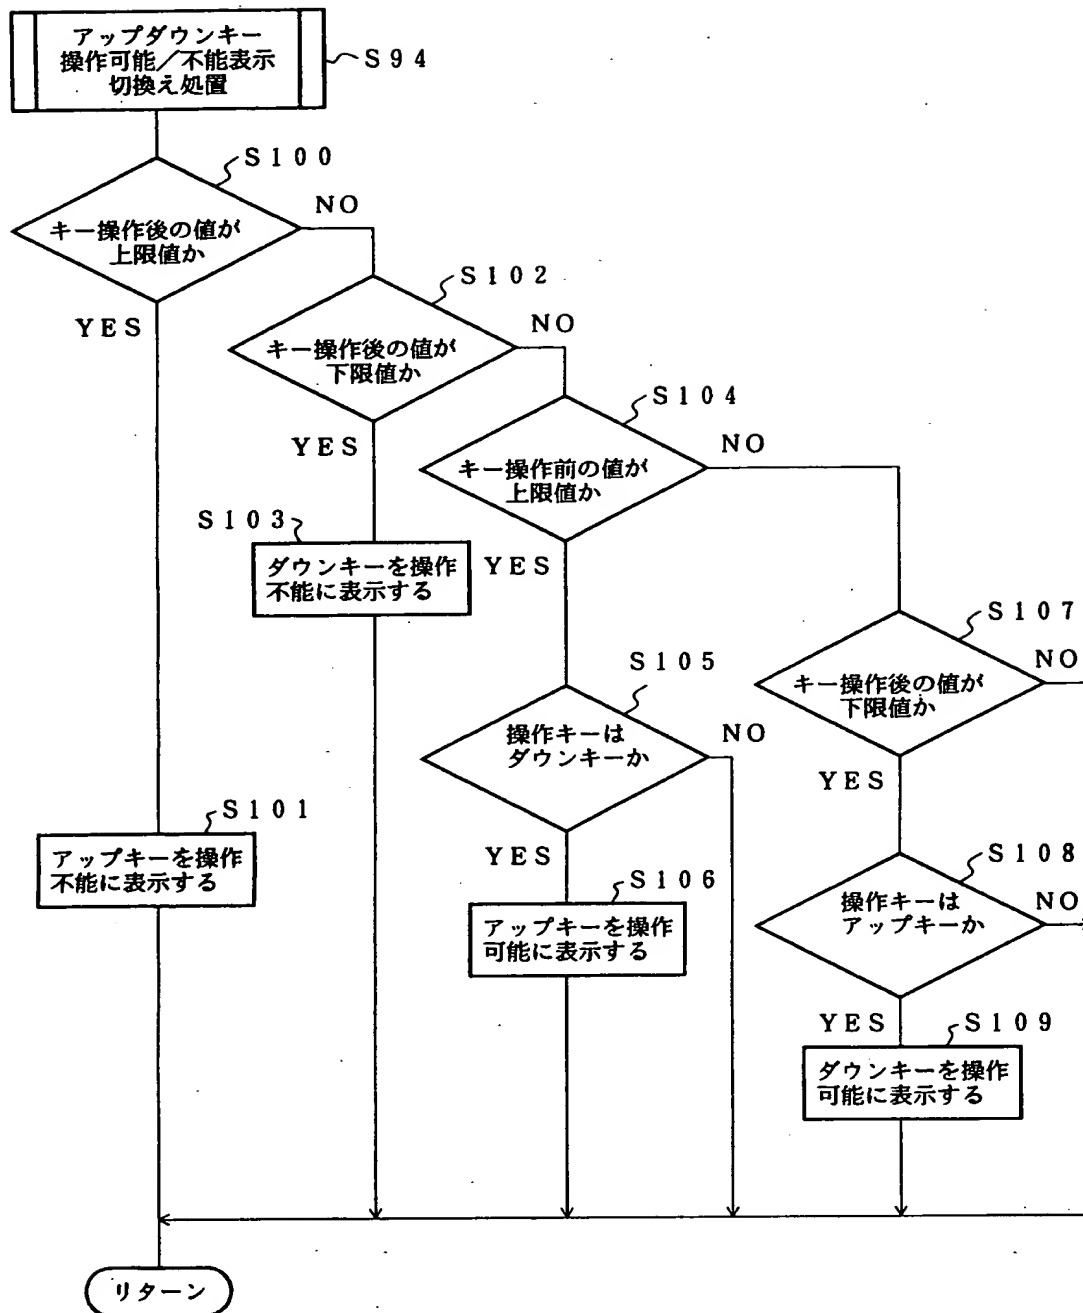 アップダウンキー
操作可能／不能表示
切換え処置
S94
S100
キー操作後の値が
上限値か
NO
YES
S102
キー操作後の値が
下限値か
NO
YES
S104
キー操作前の値が
上限値か
NO
YES
S103
ダウンキーを操作
不能に表示する
S107
キー操作後の値が
下限値か
NO
YES
S105
操作キーは
ダウンキーか
NO
YES
S101
アップキーを操作
不能に表示する
S106
アップキーを操作
可能に表示する
S108
操作キーは
アップキーか
NO
YES
S109
ダウンキーを操作
可能に表示する
リターン